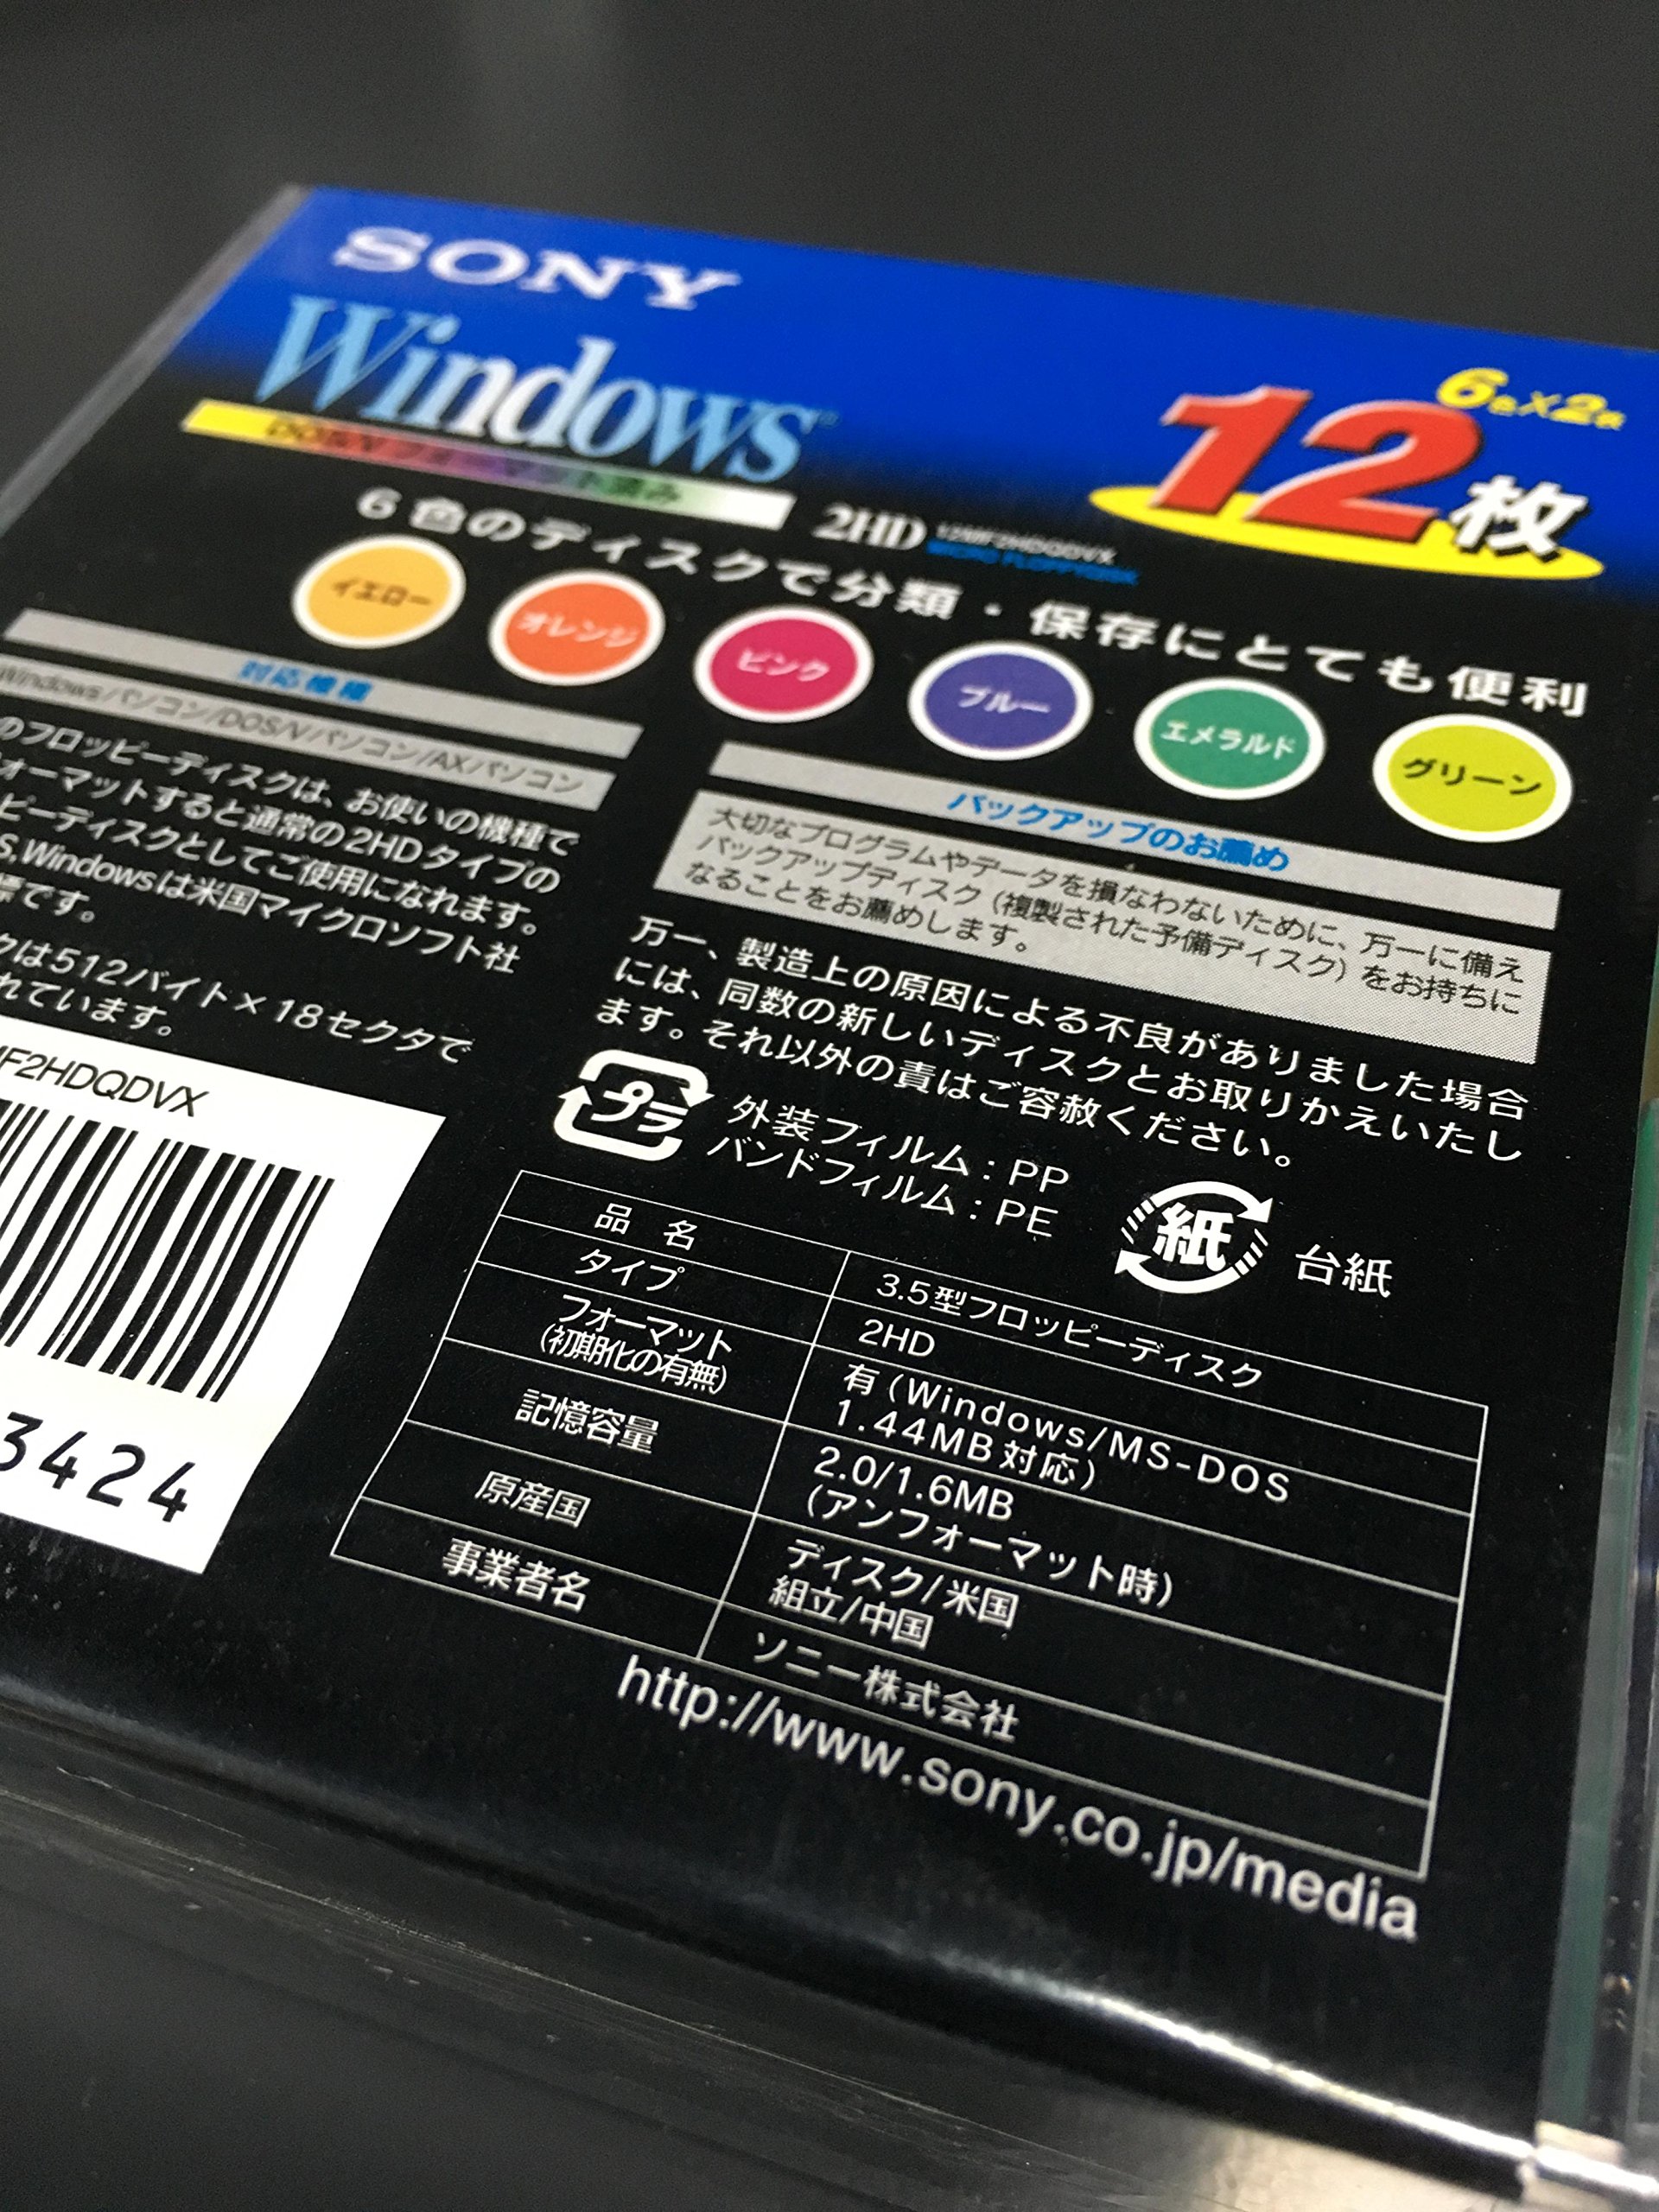 SONY
Windows
DOS/Vフォーマット済み
6色×2枚
12枚
2HD 12MF2HDQDVX
MICRO FLOPPYDISK
6色のディスクで分類・保存にとても便利
イエロー
オレンジ
ピンク
ブルー
エメラルド
グリーン
対応機種
Windowsパソコン/DOS/Vパソコン/AXパソコン
のフロッピーディスクは、お使いの機種で
ォーマットすると通常の2HDタイプの
ピーディスクとしてご使用になれます。
S,Windowsは米国マイクロソフト社
標です。
クは512バイト×18セクタで
れています。
F2HDQDVX
3424
バックアップのお薦め
大切なプログラムやデータを損なわないために、万一に備え
バックアップディスク(複製された予備ディスク)をお持ちに
なることをお薦めします。
万一、製造上の原因による不良がありました場合
には、同数の新しいディスクとお取りかえいたし
ます。それ以外の責はご容赦ください。
プラ
外装フィルム:PP
バンドフィルム:PE
紙
台紙
品名 3.5型フロッピーディスク
タイプ 2HD
フォーマット
(初期化の有無)
有(Windows/MS-DOS
1.44MB対応)
記憶容量
2.0/1.6MB
(アンフォーマット時)
原産国
ディスク/米国
組立/中国
事業者名 ソニー株式会社
http://www.sony.co.jp/media